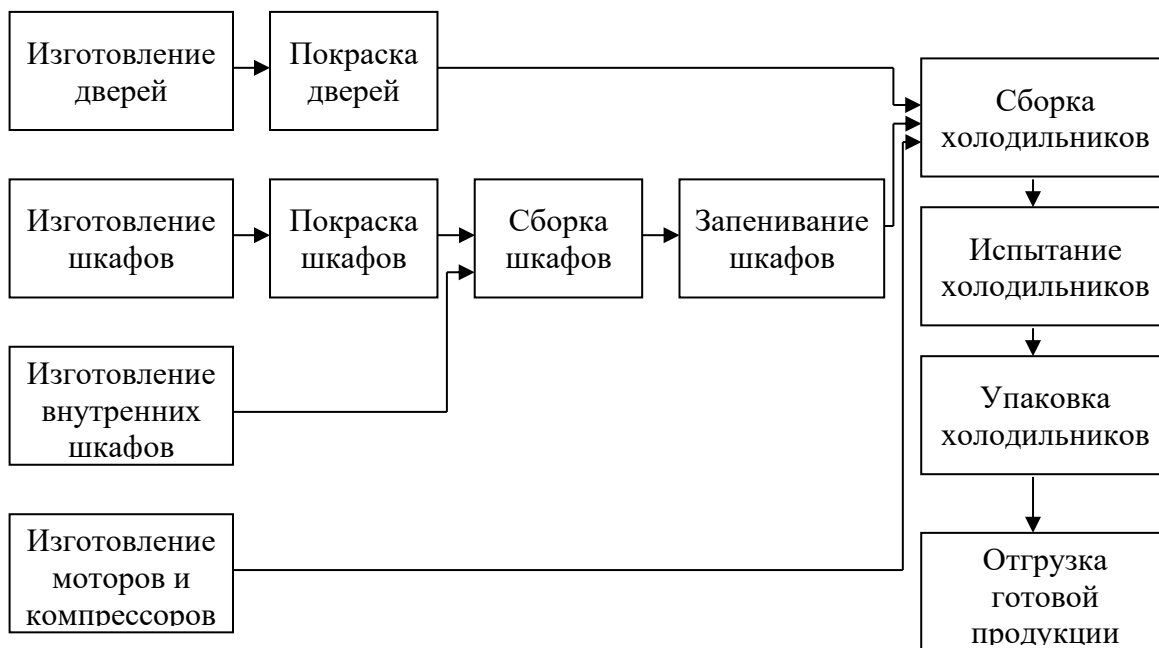 Изготовление
дверей
Покраска
дверей
Сборка
холодильников
Изготовление
шкафов
Покраска
шкафов
Сборка
шкафов
Запенивание
шкафов
Испытание
холодильников
Изготовление
внутренних
шкафов
Упаковка
холодильников
Изготовление
моторов и
компрессоров
Отгрузка
готовой
продукции